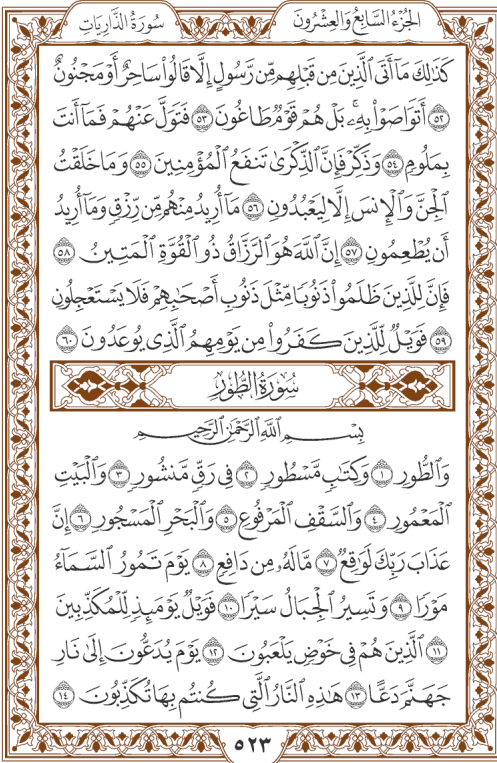 الجُزْءُ السَّابِعُ وَالعِشْرُونَ سُورَةُ الذَّارِيَاتِ
كَذَٰلِكَ مَآ أَتَى ٱلَّذِينَ مِن قَبۡلِهِم مِّن رَّسُولٍ إِلَّا قَالُواْ سَاحِرٌ أَوۡ مَجۡنُونٌ
٥٢ أَتَوَاصَوۡاْ بِهِۦۚ بَلۡ هُمۡ قَوۡمٞ طَاغُونَ ٥٣ فَتَوَلَّ عَنۡهُمۡ فَمَآ أَنتَ
بِمَلُومٖ ٥٤ وَذَكِّرۡ فَإِنَّ ٱلذِّكۡرَىٰ تَنفَعُ ٱلۡمُؤۡمِنِينَ ٥٥ وَمَا خَلَقۡتُ
ٱلۡجِنَّ وَٱلۡإِنسَ إِلَّا لِيَعۡبُدُونِ ٥٦ مَآ أُرِيدُ مِنۡهُم مِّن رِّزۡقٖ وَمَآ أُرِيدُ
أَن يُطۡعِمُونِ ٥٧ إِنَّ ٱللَّهَ هُوَ ٱلرَّزَّاقُ ذُو ٱلۡقُوَّةِ ٱلۡمَتِينُ ٥٨
فَإِنَّ لِلَّذِينَ ظَلَمُواْ ذَنُوبٗا مِّثۡلَ ذَنُوبِ أَصۡحَٰبِهِمۡ فَلَا يَسۡتَعۡجِلُونِ
٥٩ فَوَيۡلٞ لِّلَّذِينَ كَفَرُواْ مِن يَوۡمِهِمُ ٱلَّذِي يُوعَدُونَ ٦٠
سُورَةُ الطُّورِ
بِسۡمِ ٱللَّهِ ٱلرَّحۡمَٰنِ ٱلرَّحِيمِ
وَٱلطُّورِ ١ وَكِتَٰبٖ مَّسۡطُورٖ ٢ فِي رَقّٖ مَّنشُورٖ ٣ وَٱلۡبَيۡتِ
ٱلۡمَعۡمُورِ ٤ وَٱلسَّقۡفِ ٱلۡمَرۡفُوعِ ٥ وَٱلۡبَحۡرِ ٱلۡمَسۡجُورِ ٦ إِنَّ
عَذَابَ رَبِّكَ لَوَٰقِعٞ ٧ مَّا لَهُۥ مِن دَافِعٖ ٨ يَوۡمَ تَمُورُ ٱلسَّمَآءُ
مَوۡرٗا ٩ وَتَسِيرُ ٱلۡجِبَالُ سَيۡرٗا ١٠ فَوَيۡلٞ يَوۡمَئِذٖ لِّلۡمُكَذِّبِينَ
١١ ٱلَّذِينَ هُمۡ فِي خَوۡضٖ يَلۡعَبُونَ ١٢ يَوۡمَ يُدَعُّونَ إِلَىٰ نَارِ
جَهَنَّمَ دَعًّا ١٣ هَٰذِهِ ٱلنَّارُ ٱلَّتِي كُنتُم بِهَا تُكَذِّبُونَ ١٤
٥٢٣